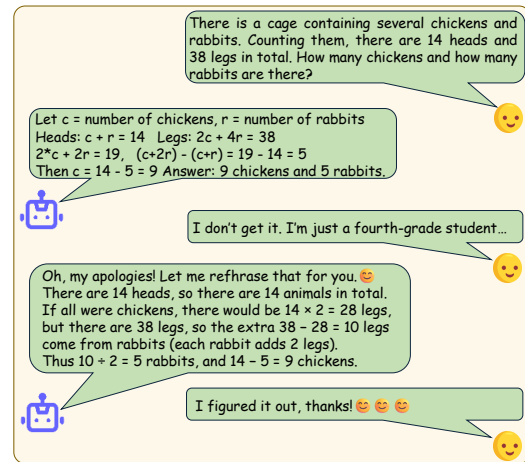 There is a cage containing several chickens and
rabbits. Counting them, there are 14 heads and
38 legs in total. How many chickens and how many
rabbits are there?
Let c = number of chickens, r = number of rabbits
Heads: c + r = 14 Legs: 2c + 4r = 38
2*c + 2r = 19, (c+2r) - (c+r) = 19 - 14 = 5
Then c = 14 - 5 = 9 Answer: 9 chickens and 5 rabbits.
I don't get it. I'm just a fourth-grade student…
Oh, my apologies! Let me refhrase that for you.😊
There are 14 heads, so there are 14 animals in total.
If all were chickens, there would be 14 × 2 = 28 legs,
but there are 38 legs, so the extra 38 – 28 = 10 legs
come from rabbits (each rabbit adds 2 legs).
Thus 10 ÷ 2 = 5 rabbits, and 14 – 5 = 9 chickens.
I figured it out, thanks!😊😊😊